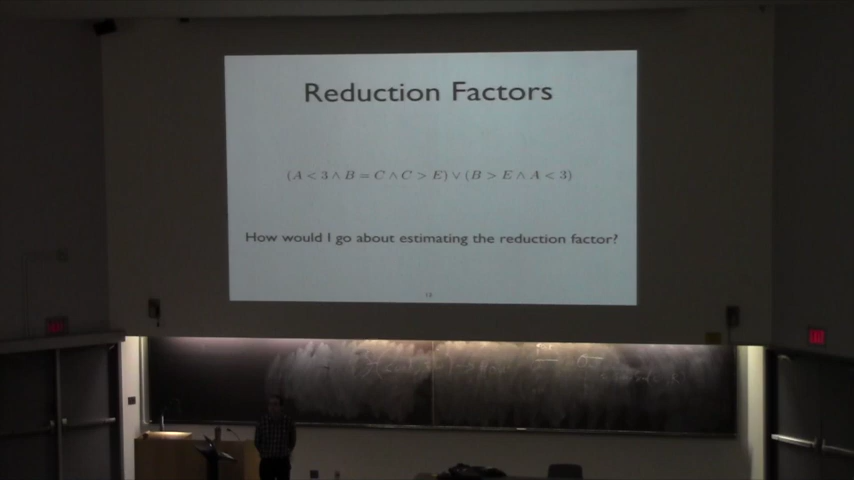 Reduction Factors
(A < 3 ∧ B = C ∧ C > E) ∨ (B > E ∧ A < 3)
How would I go about estimating the reduction factor?